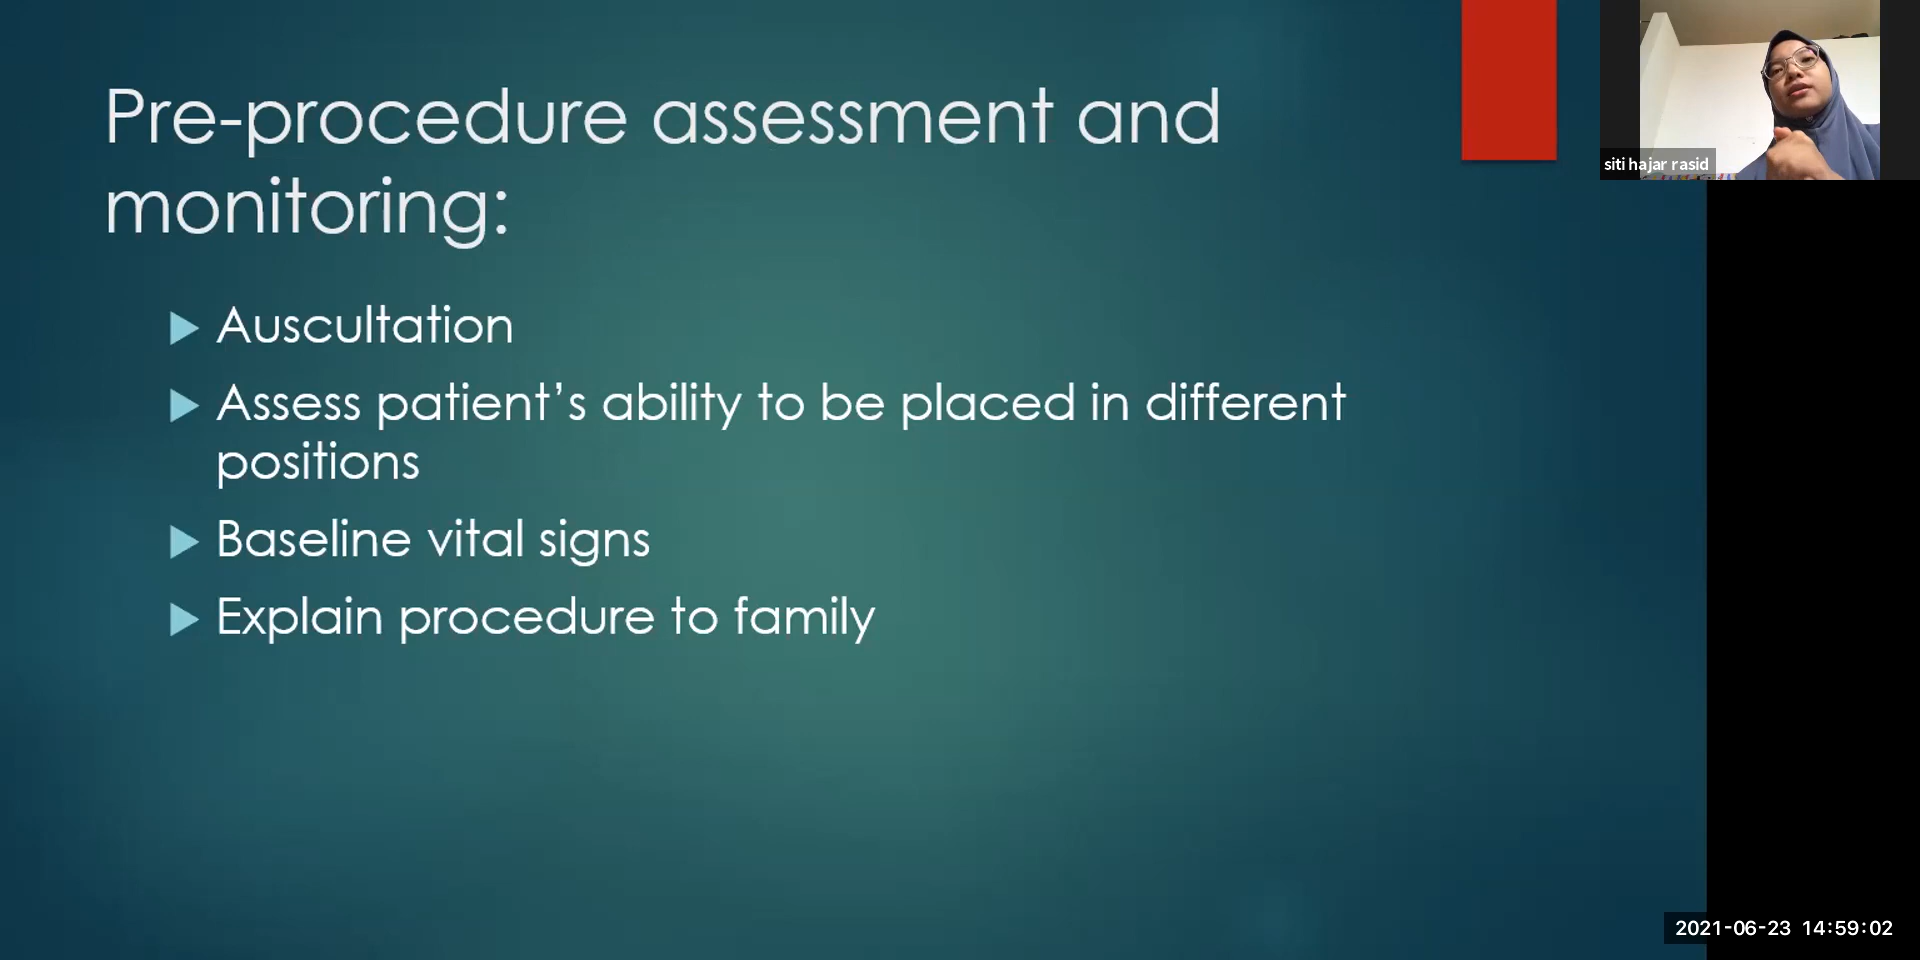 Pre-procedure assessment and
monitoring:
siti hajar rasid
Auscultation
Assess patient’s ability to be placed in different
positions
Baseline vital signs
Explain procedure to family
2021-06-23 14:59:02